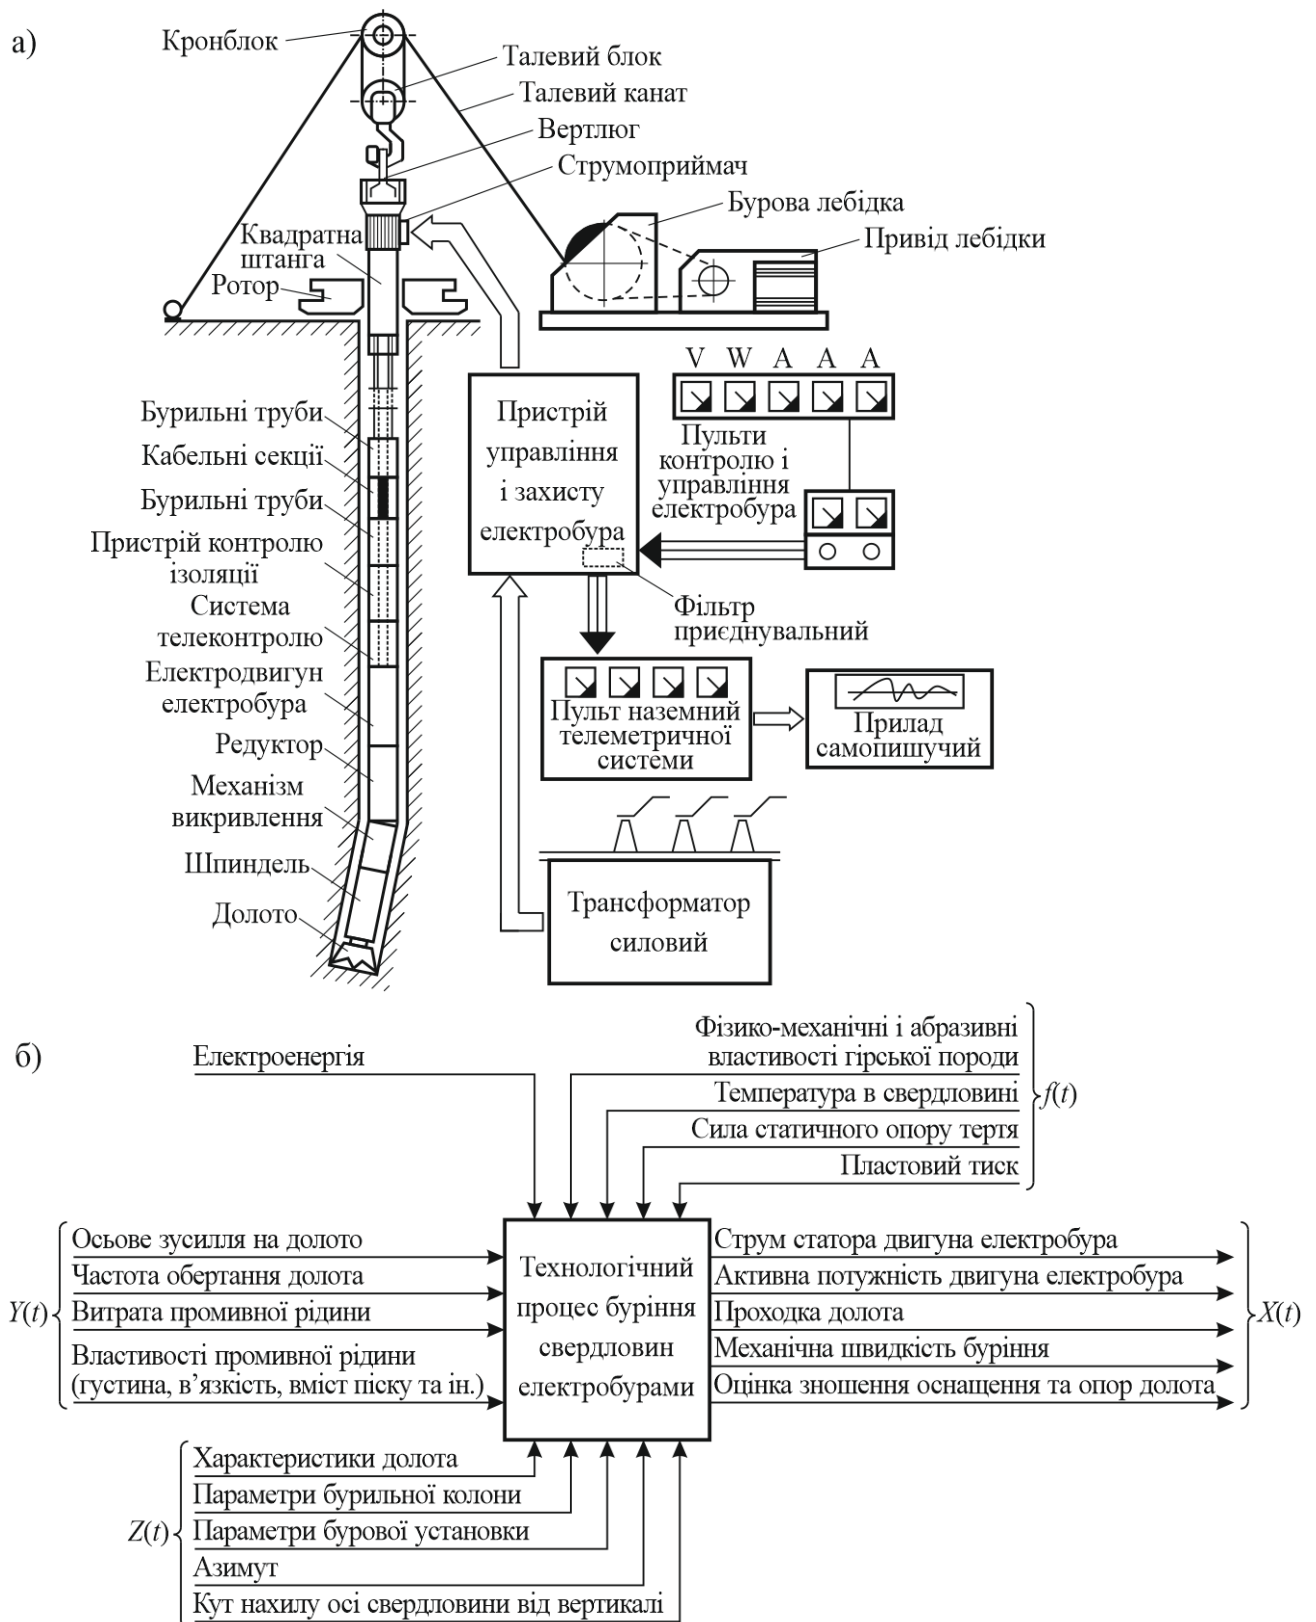 а)
Кронблок
Талевий блок
Талевий канат
Вертлюг
Струмоприймач
Бурова лебідка
Привід лебідки
Квадратна
штанга
Ротор
V W A A A
Пристрій
управління
і захисту
електробура
Пульти
контролю і
управління
електробура
Бурильні труби
Кабельні секції
Бурильні труби
Пристрій контролю
ізоляції
Система
телеконтролю
Електродвигун
електробура
Редуктор
Механізм
викривлення
Шпиндель
Долото
Фільтр
приєднувальний
Пульт наземний
телеметричної
системи
Прилад
самопишучий
Трансформатор
силовий
б)
Електроенергія
Фізико-механічні і абразивні
властивості гірської породи
Температура в свердловині
Сила статичного опору тертя
Пластовий тиск
f(t)
Y(t)
Осьове зусилля на долото
Частота обертання долота
Витрата промивної рідини
Властивості промивної рідини
(густина, в’язкість, вміст піску та ін.)
Технологічний
процес буріння
свердловин
електробурами
Струм статора двигуна електробура
Активна потужність двигуна електробура
Проходка долота
Механічна швидкість буріння
Оцінка зношення оснащення та опор долота
X(t)
Z(t)
Характеристики долота
Параметри бурильної колони
Параметри бурової установки
Азимут
Кут нахилу осі свердловини від вертикалі